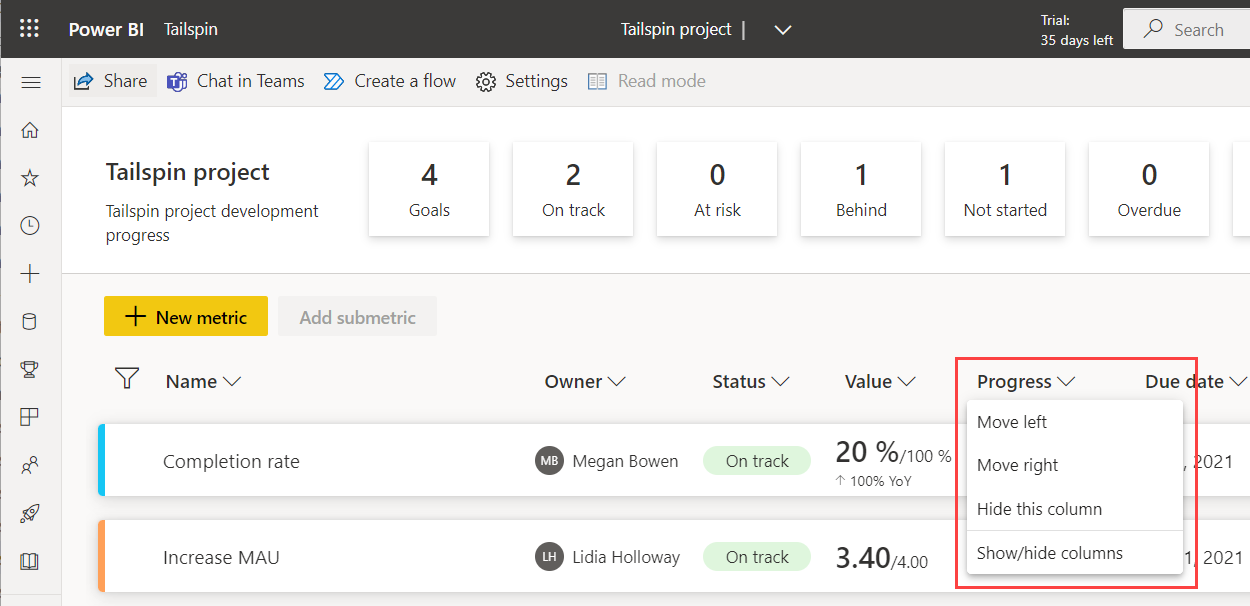 Power BI Tailspin Tailspin project | Trial:
35 days left Search
Share Chat in Teams Create a flow Settings Read mode
Tailspin project
Tailspin project development
progress
4
Goals
2
On track
0
At risk
1
Behind
1
Not started
0
Overdue
New metric Add submetric
Name Owner Status Value Progress Due date
Completion rate MB Megan Bowen On track 20 %/100 % , 2021
↑ 100% YoY
Increase MAU LH Lidia Holloway On track 3.40/4.00 1, 2021
Move left
Move right
Hide this column
Show/hide columns